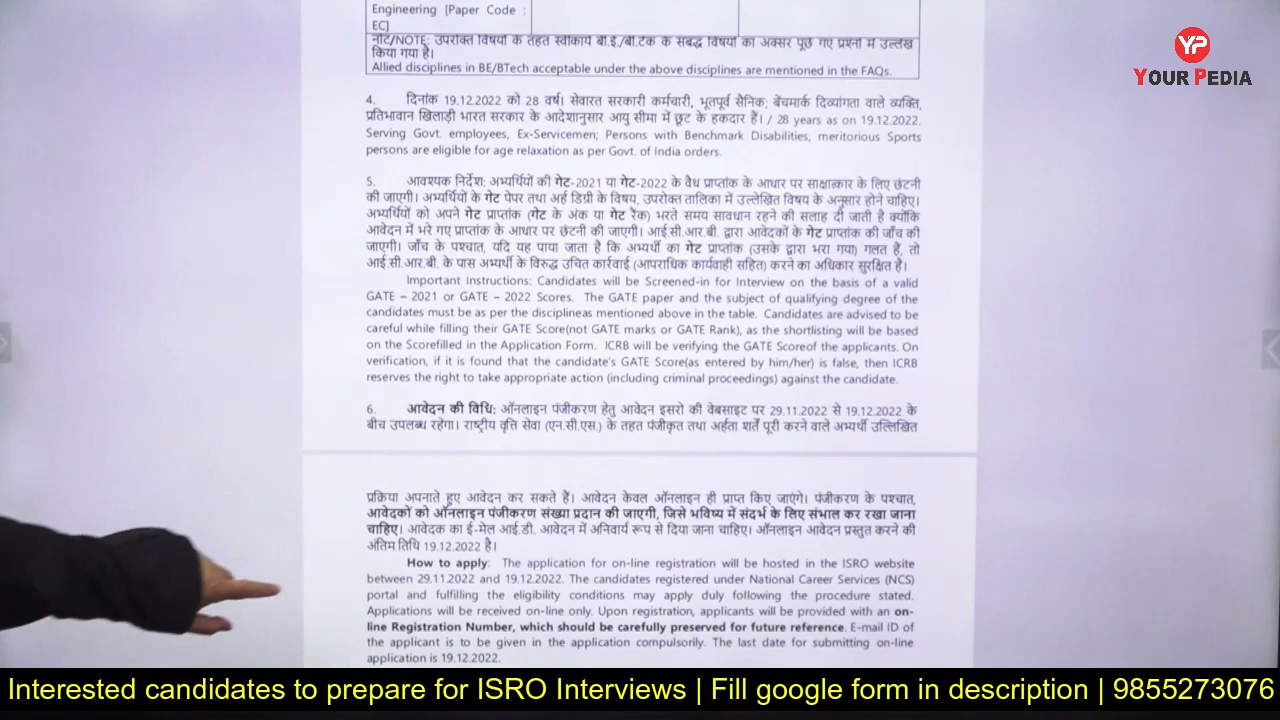 Engineering [Paper Code :
EC]
नोट/NOTE: उपरोक्त विषयों के तहत स्वीकार्य बी.ई./बी.टेक के संबद्ध विषयों का अक्सर पूछे गए प्रश्नों में उल्लेख
किया गया है।
Allied disciplines in BE/BTech acceptable under the above disciplines are mentioned in the FAQs.
YP
YOUR PEDIA
4. दिनांक 19.12.2022 को 28 वर्ष। सेवारत सरकारी कर्मचारी, भूतपूर्व सैनिक; बेंचमार्क दिव्यांगता वाले व्यक्ति,
प्रतिभावान खिलाड़ी भारत सरकार के आदेशानुसार आयु सीमा में छूट के हकदार हैं। / 28 years as on 19.12.2022.
Serving Govt. employees, Ex-Servicemen; Persons with Benchmark Disabilities, meritorious Sports
persons are eligible for age relaxation as per Govt. of India orders.
5. आवश्यक निर्देश: अभ्यर्थियों की गेट-2021 या गेट-2022 के वैध प्राप्तांक के आधार पर साक्षात्कार के लिए छंटनी
की जाएगी। अभ्यर्थियों के गेट पेपर तथा अर्ह डिग्री के विषय, उपरोक्त तालिका में उल्लेखित विषय के अनुसार होने चाहिए।
अभ्यर्थियों को अपने गेट प्राप्तांक (गेट के अंक या गेट रैंक) भरते समय सावधान रहने की सलाह दी जाती है क्योंकि
आवेदन में भरे गए प्राप्तांक के आधार पर छंटनी की जाएगी। आई.सी.आर.बी. द्वारा आवेदकों के गेट प्राप्तांक की जाँच की
जाएगी। जाँच के पश्चात, यदि यह पाया जाता है कि अभ्यर्थी का गेट प्राप्तांक (उसके द्वारा भरा गया) गलत है, तो
आई.सी.आर.बी. के पास अभ्यर्थी के विरुद्ध उचित कार्रवाई (आपराधिक कार्यवाही सहित) करने का अधिकार सुरक्षित है।
Important Instructions: Candidates will be Screened-in for Interview on the basis of a valid
GATE – 2021 or GATE – 2022 Scores. The GATE paper and the subject of qualifying degree of the
candidates must be as per the disciplineas mentioned above in the table. Candidates are advised to be
careful while filling their GATE Score(not GATE marks or GATE Rank), as the shortlisting will be based
on the Scorefilled in the Application Form. ICRB will be verifying the GATE Scoreof the applicants. On
verification, if it is found that the candidate's GATE Score(as entered by him/her) is false, then ICRB
reserves the right to take appropriate action (including criminal proceedings) against the candidate.
6. आवेदन की विधि: ऑनलाइन पंजीकरण हेतु आवेदन इसरो की वेबसाइट पर 29.11.2022 से 19.12.2022 के
बीच उपलब्ध रहेगा। राष्ट्रीय वृत्ति सेवा (एन.सी.एस.) के तहत पंजीकृत तथा अर्हता शर्तें पूरी करने वाले अभ्यर्थी उल्लिखित
प्रक्रिया अपनाते हुए आवेदन कर सकते हैं। आवेदन केवल ऑनलाइन ही प्राप्त किए जाएंगे। पंजीकरण के पश्चात,
आवेदकों को ऑनलाइन पंजीकरण संख्या प्रदान की जाएगी, जिसे भविष्य में संदर्भ के लिए संभाल कर रखा जाना
चाहिए। आवेदक का ई-मेल आई.डी. आवेदन में अनिवार्य रूप से दिया जाना चाहिए। ऑनलाइन आवेदन प्रस्तुत करने की
अंतिम तिथि 19.12.2022 है।
How to apply: The application for on-line registration will be hosted in the ISRO website
between 29.11.2022 and 19.12.2022. The candidates registered under National Career Services (NCS)
portal and fulfilling the eligibility conditions may apply duly following the procedure stated.
Applications will be received on-line only. Upon registration, applicants will be provided with an on-
line Registration Number, which should be carefully preserved for future reference. E-mail ID of
the applicant is to be given in the application compulsorily. The last date for submitting on-line
application is 19.12.2022.
Interested candidates to prepare for ISRO Interviews | Fill google form in description | 9855273076